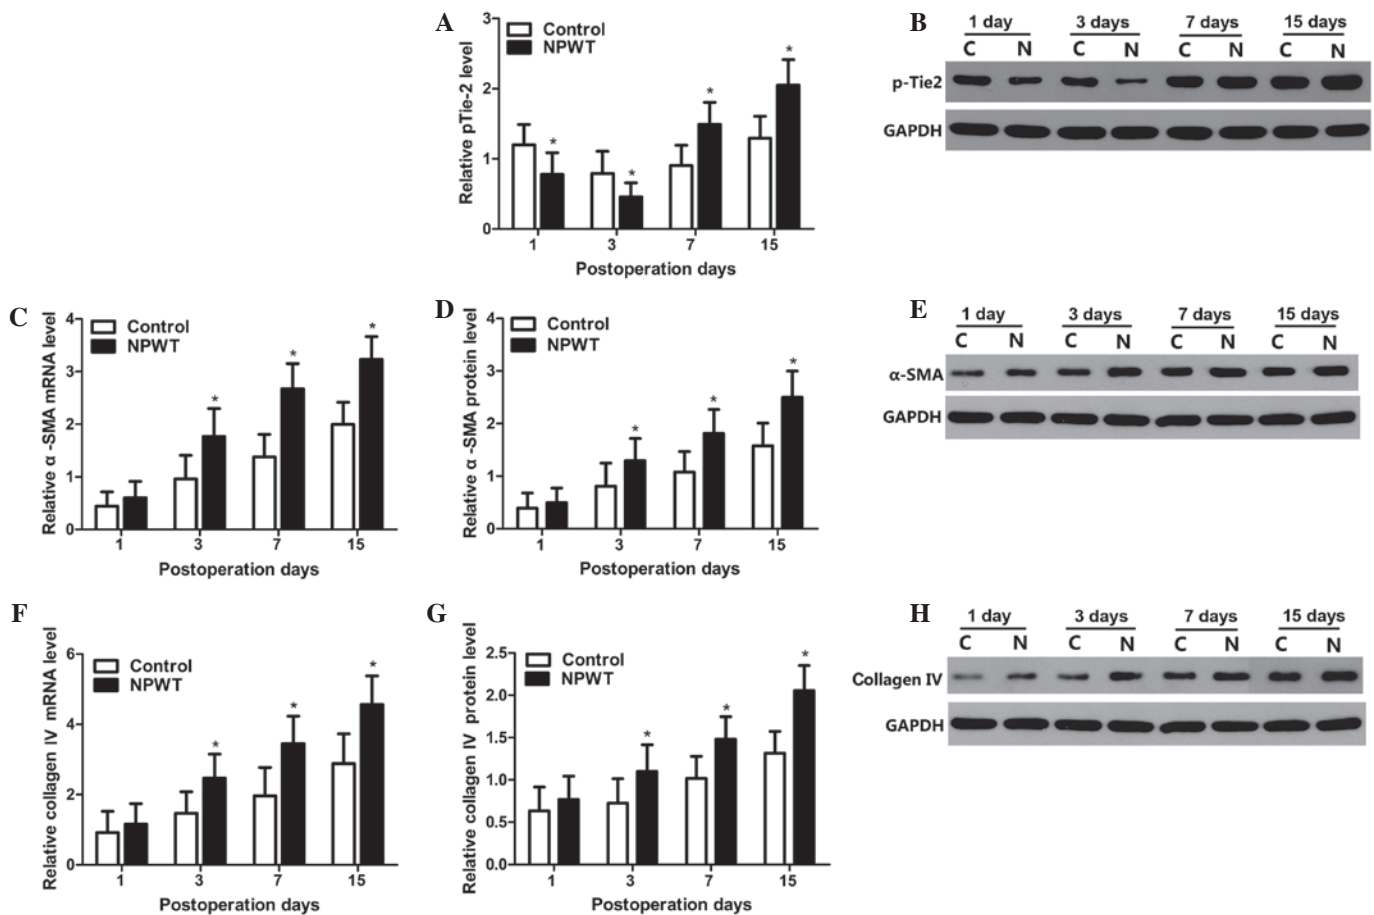 A
Relative pTie-2 level
3
2
1
0
Control
NPWT
*
*
*
*
1 3 7 15
Postoperation days
B
1 day 3 days 7 days 15 days
C N C N C N C N
p-Tie2
GAPDH
C
Relative α -SMA mRNA level
4
3
2
1
0
Control
NPWT
*
*
*
1 3 7 15
Postoperation days
D
Relative α -SMA protein level
4
3
2
1
0
Control
NPWT
*
*
*
1 3 7 15
Postoperation days
E
1 day 3 days 7 days 15 days
C N C N C N C N
α-SMA
GAPDH
F
Relative collagen IV mRNA level
6
4
2
0
Control
NPWT
*
*
*
1 3 7 15
Postoperation days
G
Relative collagen IV protein level
2.5
2.0
1.5
1.0
0.5
0.0
Control
NPWT
*
*
*
1 3 7 15
Postoperation days
H
1 day 3 days 7 days 15 days
C N C N C N C N
Collagen IV
GAPDH